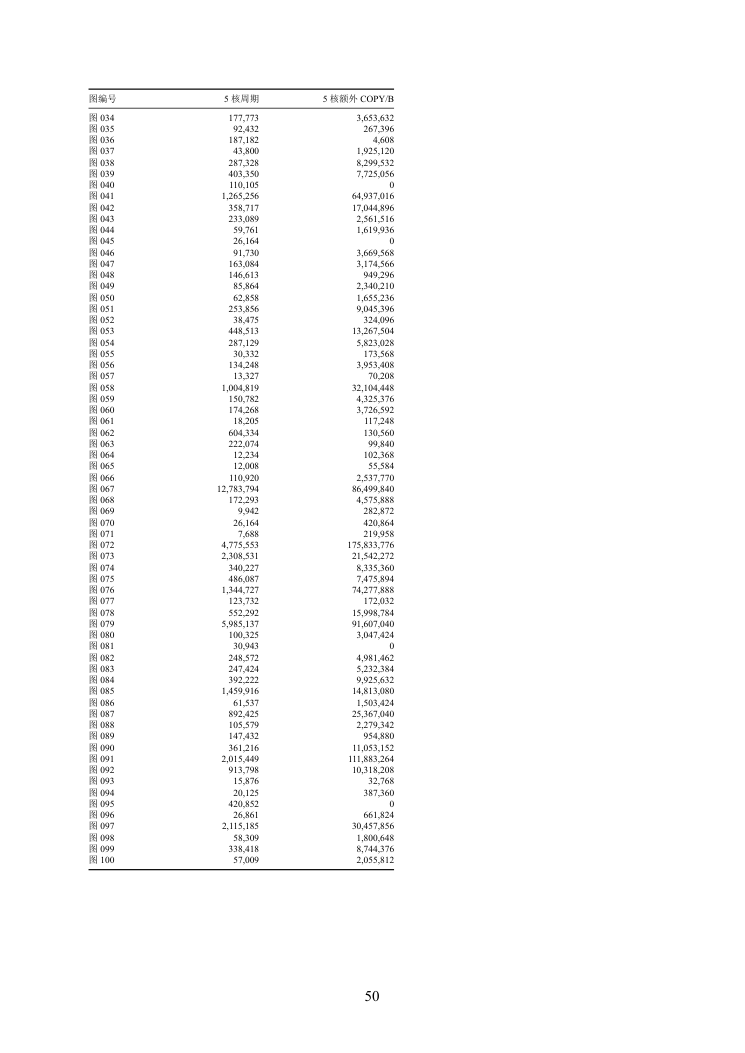 图编号 5 核周期 5 核额外 COPY/B
图 034 177,773 3,653,632
图 035 92,432 267,396
图 036 187,182 4,608
图 037 43,800 1,925,120
图 038 287,328 8,299,532
图 039 403,350 7,725,056
图 040 110,105 0
图 041 1,265,256 64,937,016
图 042 358,717 17,044,896
图 043 233,089 2,561,516
图 044 59,761 1,619,936
图 045 26,164 0
图 046 91,730 3,669,568
图 047 163,084 3,174,566
图 048 146,613 949,296
图 049 85,864 2,340,210
图 050 62,858 1,655,236
图 051 253,856 9,045,396
图 052 38,475 324,096
图 053 448,513 13,267,504
图 054 287,129 5,823,028
图 055 30,332 173,568
图 056 134,248 3,953,408
图 057 13,327 70,208
图 058 1,004,819 32,104,448
图 059 150,782 4,325,376
图 060 174,268 3,726,592
图 061 18,205 117,248
图 062 604,334 130,560
图 063 222,074 99,840
图 064 12,234 102,368
图 065 12,008 55,584
图 066 110,920 2,537,770
图 067 12,783,794 86,499,840
图 068 172,293 4,575,888
图 069 9,942 282,872
图 070 26,164 420,864
图 071 7,688 219,958
图 072 4,775,553 175,833,776
图 073 2,308,531 21,542,272
图 074 340,227 8,335,360
图 075 486,087 7,475,894
图 076 1,344,727 74,277,888
图 077 123,732 172,032
图 078 552,292 15,998,784
图 079 5,985,137 91,607,040
图 080 100,325 3,047,424
图 081 30,943 0
图 082 248,572 4,981,462
图 083 247,424 5,232,384
图 084 392,222 9,925,632
图 085 1,459,916 14,813,080
图 086 61,537 1,503,424
图 087 892,425 25,367,040
图 088 105,579 2,279,342
图 089 147,432 954,880
图 090 361,216 11,053,152
图 091 2,015,449 111,883,264
图 092 913,798 10,318,208
图 093 15,876 32,768
图 094 20,125 387,360
图 095 420,852 0
图 096 26,861 661,824
图 097 2,115,185 30,457,856
图 098 58,309 1,800,648
图 099 338,418 8,744,376
图 100 57,009 2,055,812
50